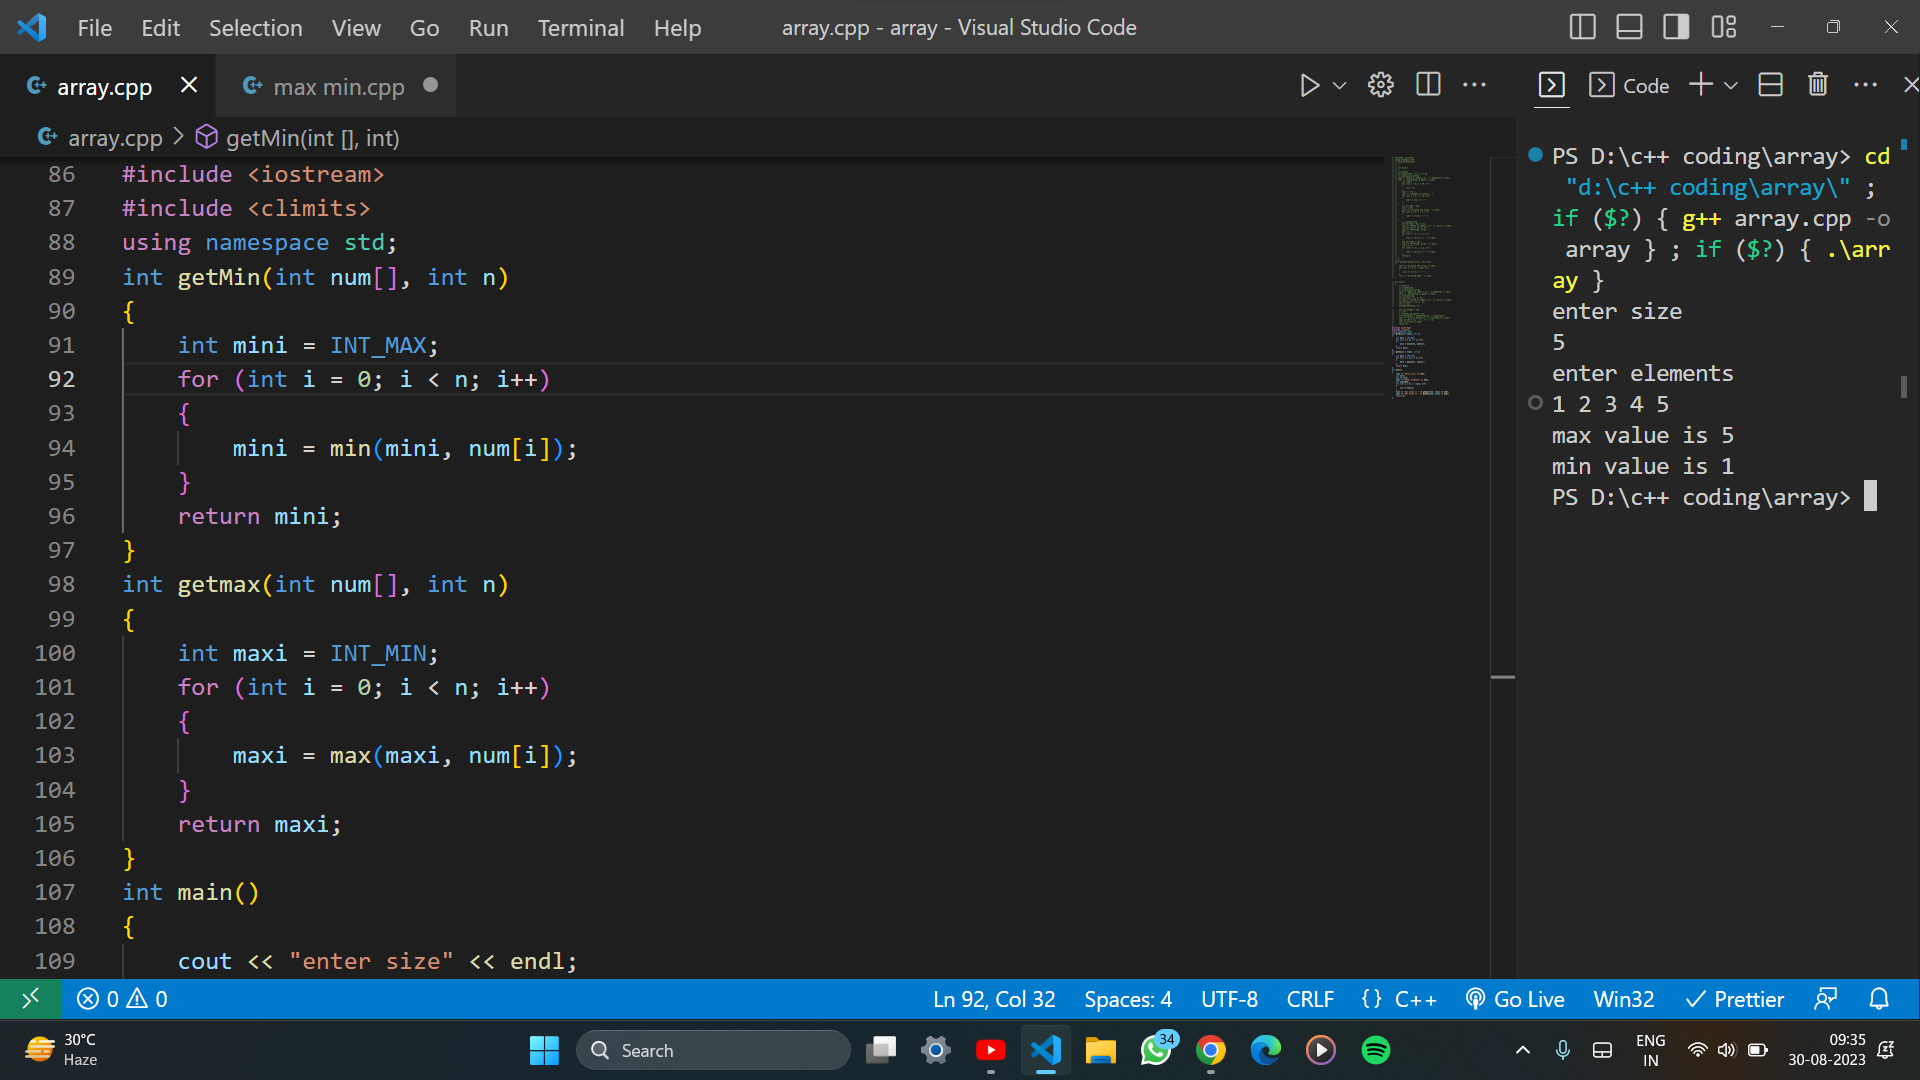 File Edit Selection View Go Run Terminal Help array.cpp - array - Visual Studio Code
array.cpp max min.cpp Code
array.cpp > getMin(int [], int)
86 #include <iostream>
87 #include <climits>
88 using namespace std;
89 int getMin(int num[], int n)
90 {
91 int mini = INT_MAX;
92 for (int i = 0; i < n; i++)
93 {
94 mini = min(mini, num[i]);
95 }
96 return mini;
97 }
98 int getmax(int num[], int n)
99 {
100 int maxi = INT_MIN;
101 for (int i = 0; i < n; i++)
102 {
103 maxi = max(maxi, num[i]);
104 }
105 return maxi;
106 }
107 int main()
108 {
109 cout << "enter size" << endl;
PS D:\c++ coding\array> cd
"d:\c++ coding\array\" ;
if ($?) { g++ array.cpp -o
array } ; if ($?) { .\arr
ay }
enter size
5
enter elements
1 2 3 4 5
max value is 5
min value is 1
PS D:\c++ coding\array>
0 0 Ln 92, Col 32 Spaces: 4 UTF-8 CRLF {} C++ Go Live Win32 Prettier
30°C
Haze
Search
34
ENG
IN
09:35
30-08-2023